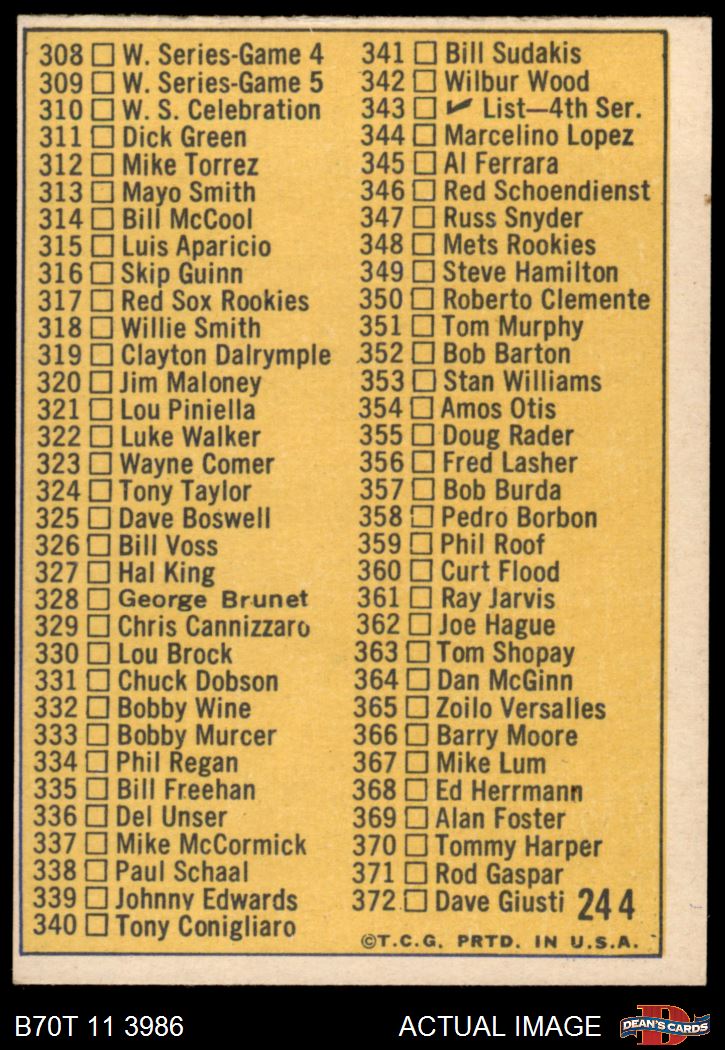 308 W. Series-Game 4
309 W. Series-Game 5
310 W. S. Celebration
311 Dick Green
312 Mike Torrez
313 Mayo Smith
314 Bill McCool
315 Luis Aparicio
316 Skip Guinn
317 Red Sox Rookies
318 Willie Smith
319 Clayton Dalrymple
320 Jim Maloney
321 Lou Piniella
322 Luke Walker
323 Wayne Comer
324 Tony Taylor
325 Dave Boswell
326 Bill Voss
327 Hal King
328 George Brunet
329 Chris Cannizzaro
330 Lou Brock
331 Chuck Dobson
332 Bobby Wine
333 Bobby Murcer
334 Phil Regan
335 Bill Freehan
336 Del Unser
337 Mike McCormick
338 Paul Schaal
339 Johnny Edwards
340 Tony Conigliaro
341 Bill Sudakis
342 Wilbur Wood
343 ✔ List—4th Ser.
344 Marcelino Lopez
345 Al Ferrara
346 Red Schoendienst
347 Russ Snyder
348 Mets Rookies
349 Steve Hamilton
350 Roberto Clemente
351 Tom Murphy
352 Bob Barton
353 Stan Williams
354 Amos Otis
355 Doug Rader
356 Fred Lasher
357 Bob Burda
358 Pedro Borbon
359 Phil Roof
360 Curt Flood
361 Ray Jarvis
362 Joe Hague
363 Tom Shopay
364 Dan McGinn
365 Zoilo Versalles
366 Barry Moore
367 Mike Lum
368 Ed Herrmann
369 Alan Foster
370 Tommy Harper
371 Rod Gaspar
372 Dave Giusti 244
©T.C.G. PRTD. IN U.S.A.
B70T 11 3986 ACTUAL IMAGE D DEAN'S CARDS